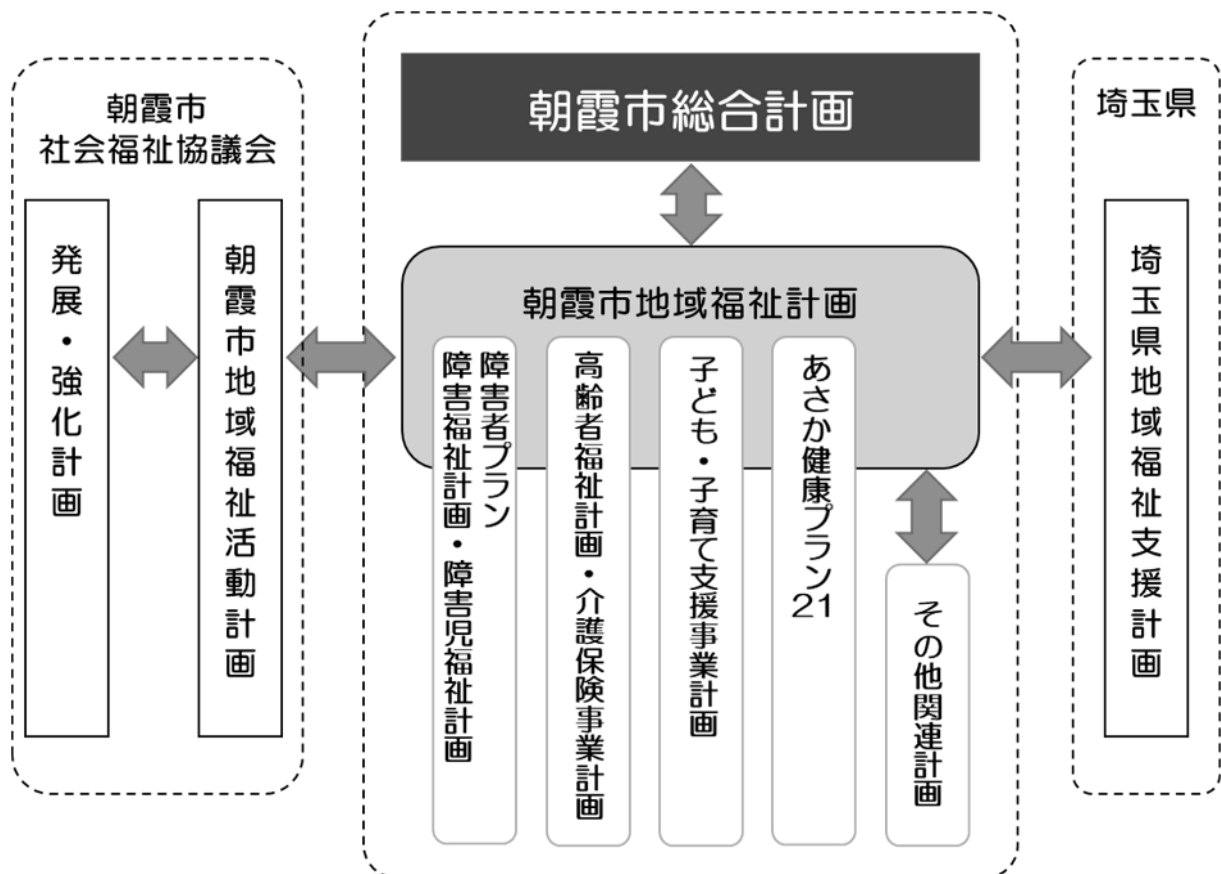 朝霞市
社会福祉協議会
発展・強化計画
朝霞市地域福祉活動計画
朝霞市総合計画
朝霞市地域福祉計画
障害者プラン
障害福祉計画・障害児福祉計画
高齢者福祉計画・介護保険事業計画
子ども・子育て支援事業計画
あさか健康プラン21
その他関連計画
埼玉県
埼玉県地域福祉支援計画